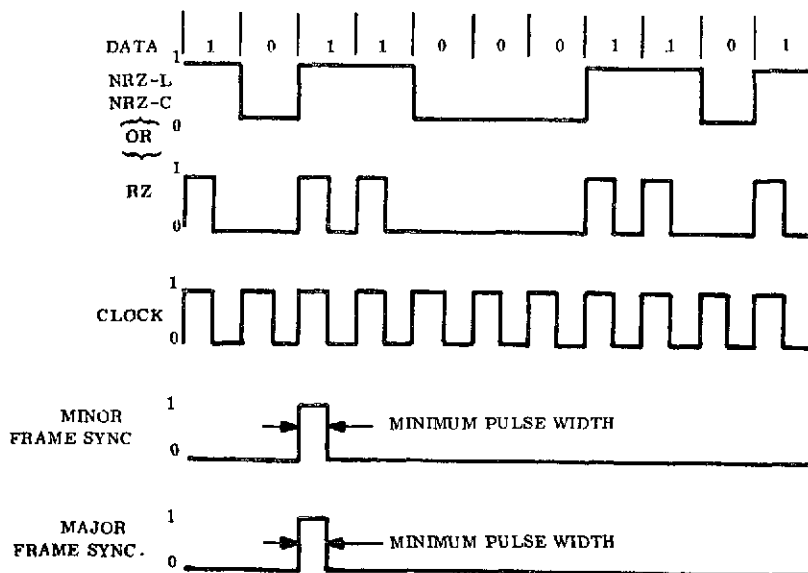 DATA 1 0 1 1 0 0 0 1 1 0 1
1
NRZ-L
NRZ-C
0
OR
1
RZ
0
1
CLOCK
0
MINOR
FRAME SYNC
1
MINIMUM PULSE WIDTH
0
MAJOR
FRAME SYNC.
1
MINIMUM PULSE WIDTH
0